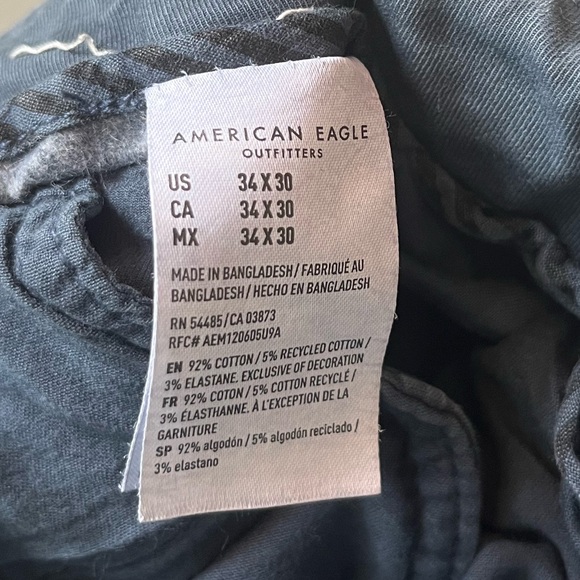 AMERICAN EAGLE
OUTFITTERS
US 34 X 30
CA 34 X 30
MX 34 X 30
MADE IN BANGLADESH / FABRIQUÉ AU
BANGLADESH / HECHO EN BANGLADESH
RN 54485 / CA 03873
RFC# AEM120605U9A
EN 92% COTTON / 5% RECYCLED COTTON /
3% ELASTANE. EXCLUSIVE OF DECORATION
FR 92% COTON / 5% COTON RECYCLÉ /
3% ÉLASTHANNE. À L'EXCEPTION DE LA
GARNITURE
SP 92% algodón / 5% algodón reciclado /
3% elastano